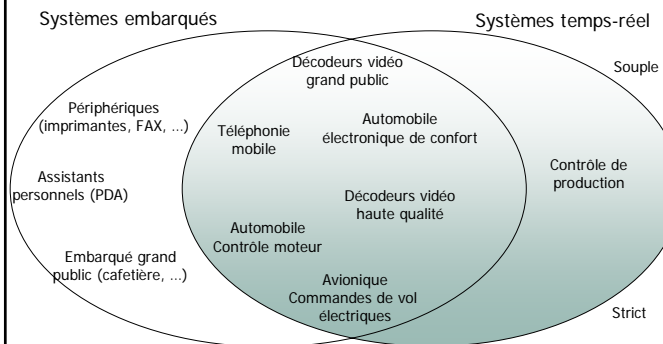 Systèmes embarqués
Systèmes temps-réel
Décodeurs vidéo
grand public
Souple
Périphériques
(imprimantes, FAX, ...)
Téléphonie
mobile
Automobile
électronique de confort
Assistants
personnels (PDA)
Contrôle de
production
Décodeurs vidéo
haute qualité
Automobile
Contrôle moteur
Embarqué grand
public (cafetière, ...)
Avionique
Commandes de vol
électriques
Strict